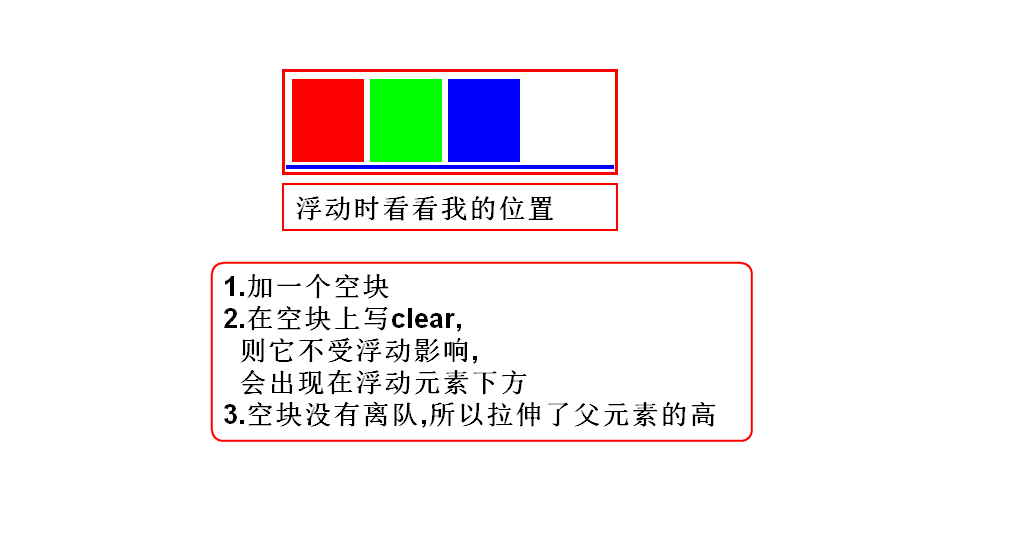 浮动时看看我的位置
1.加一个空块
2.在空块上写clear,
则它不受浮动影响,
会出现在浮动元素下方
3.空块没有离队,所以拉伸了父元素的高